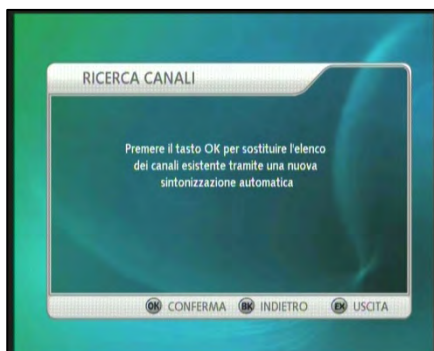 RICERCA CANALI
Premere il tasto OK per sostituire l'elenco
dei canali esistente tramite una nuova
sintonizzazione automatica
OK CONFERMA BK INDIETRO EX USCITA